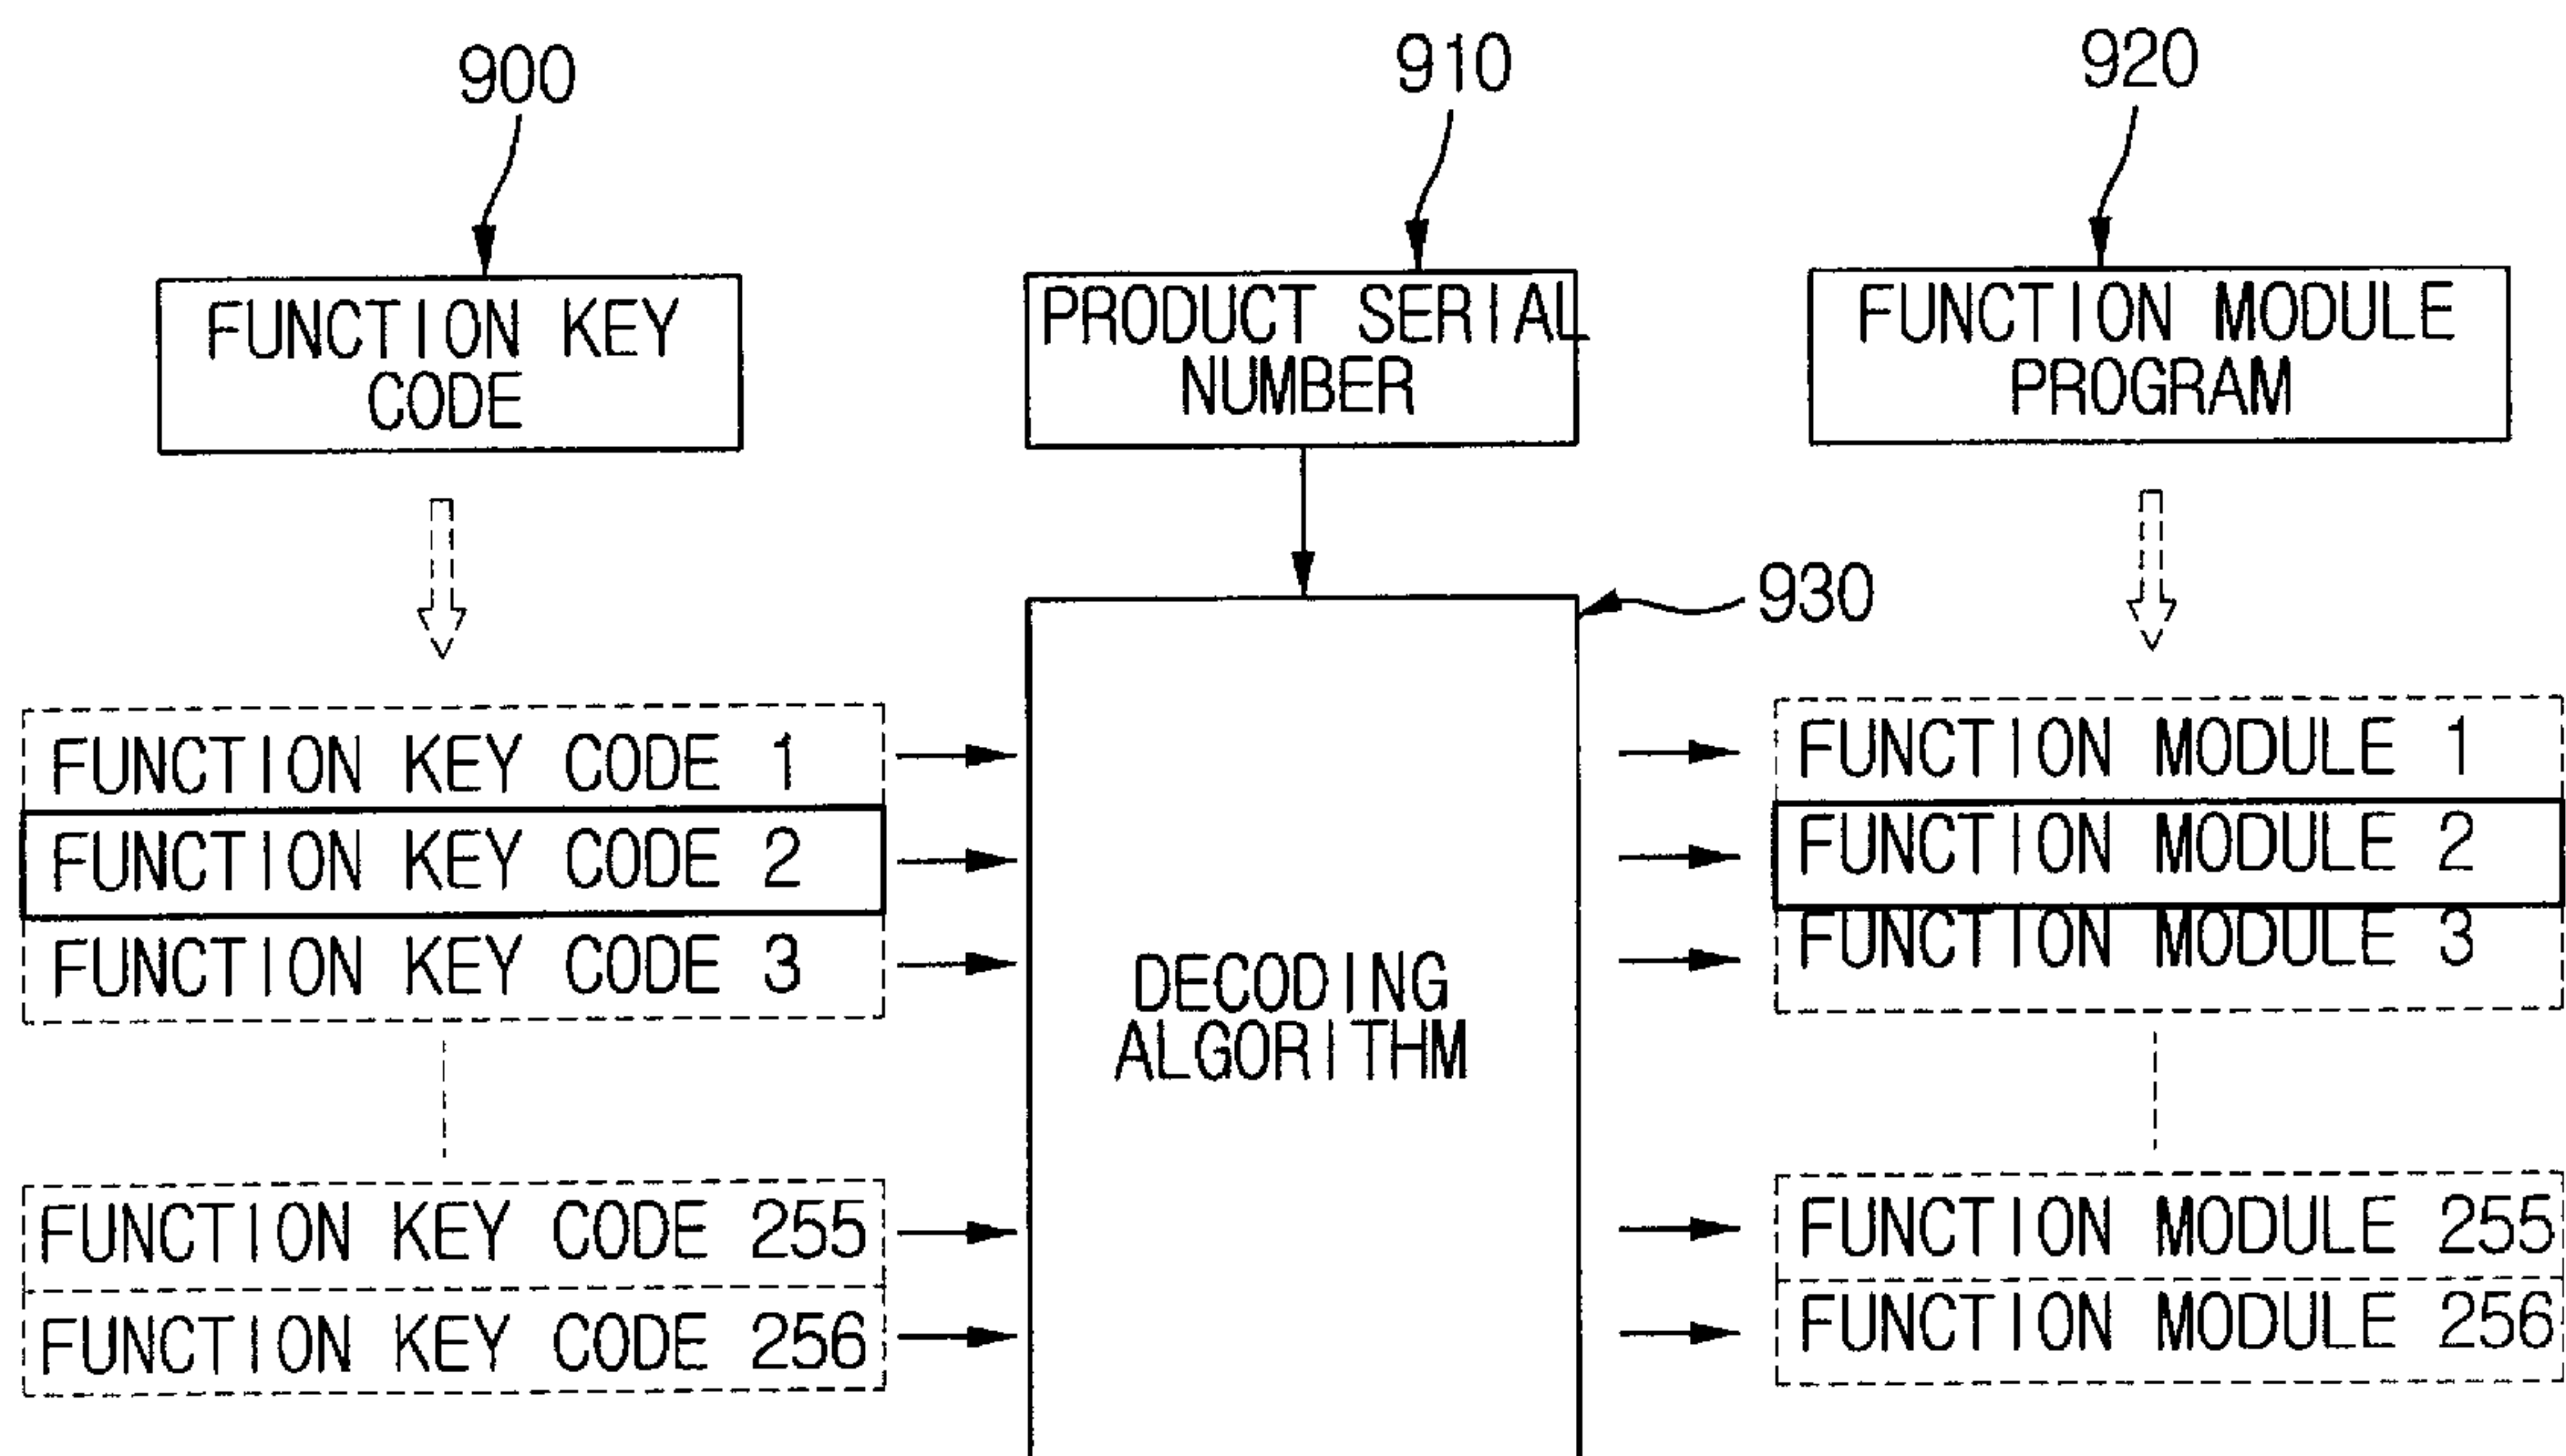 900
910
920
FUNCTION KEY
CODE
PRODUCT SERIAL
NUMBER
FUNCTION MODULE
PROGRAM
930
FUNCTION KEY CODE 1
FUNCTION KEY CODE 2
FUNCTION KEY CODE 3
FUNCTION KEY CODE 255
FUNCTION KEY CODE 256
DECODING
ALGORITHM
FUNCTION MODULE 1
FUNCTION MODULE 2
FUNCTION MODULE 3
FUNCTION MODULE 255
FUNCTION MODULE 256